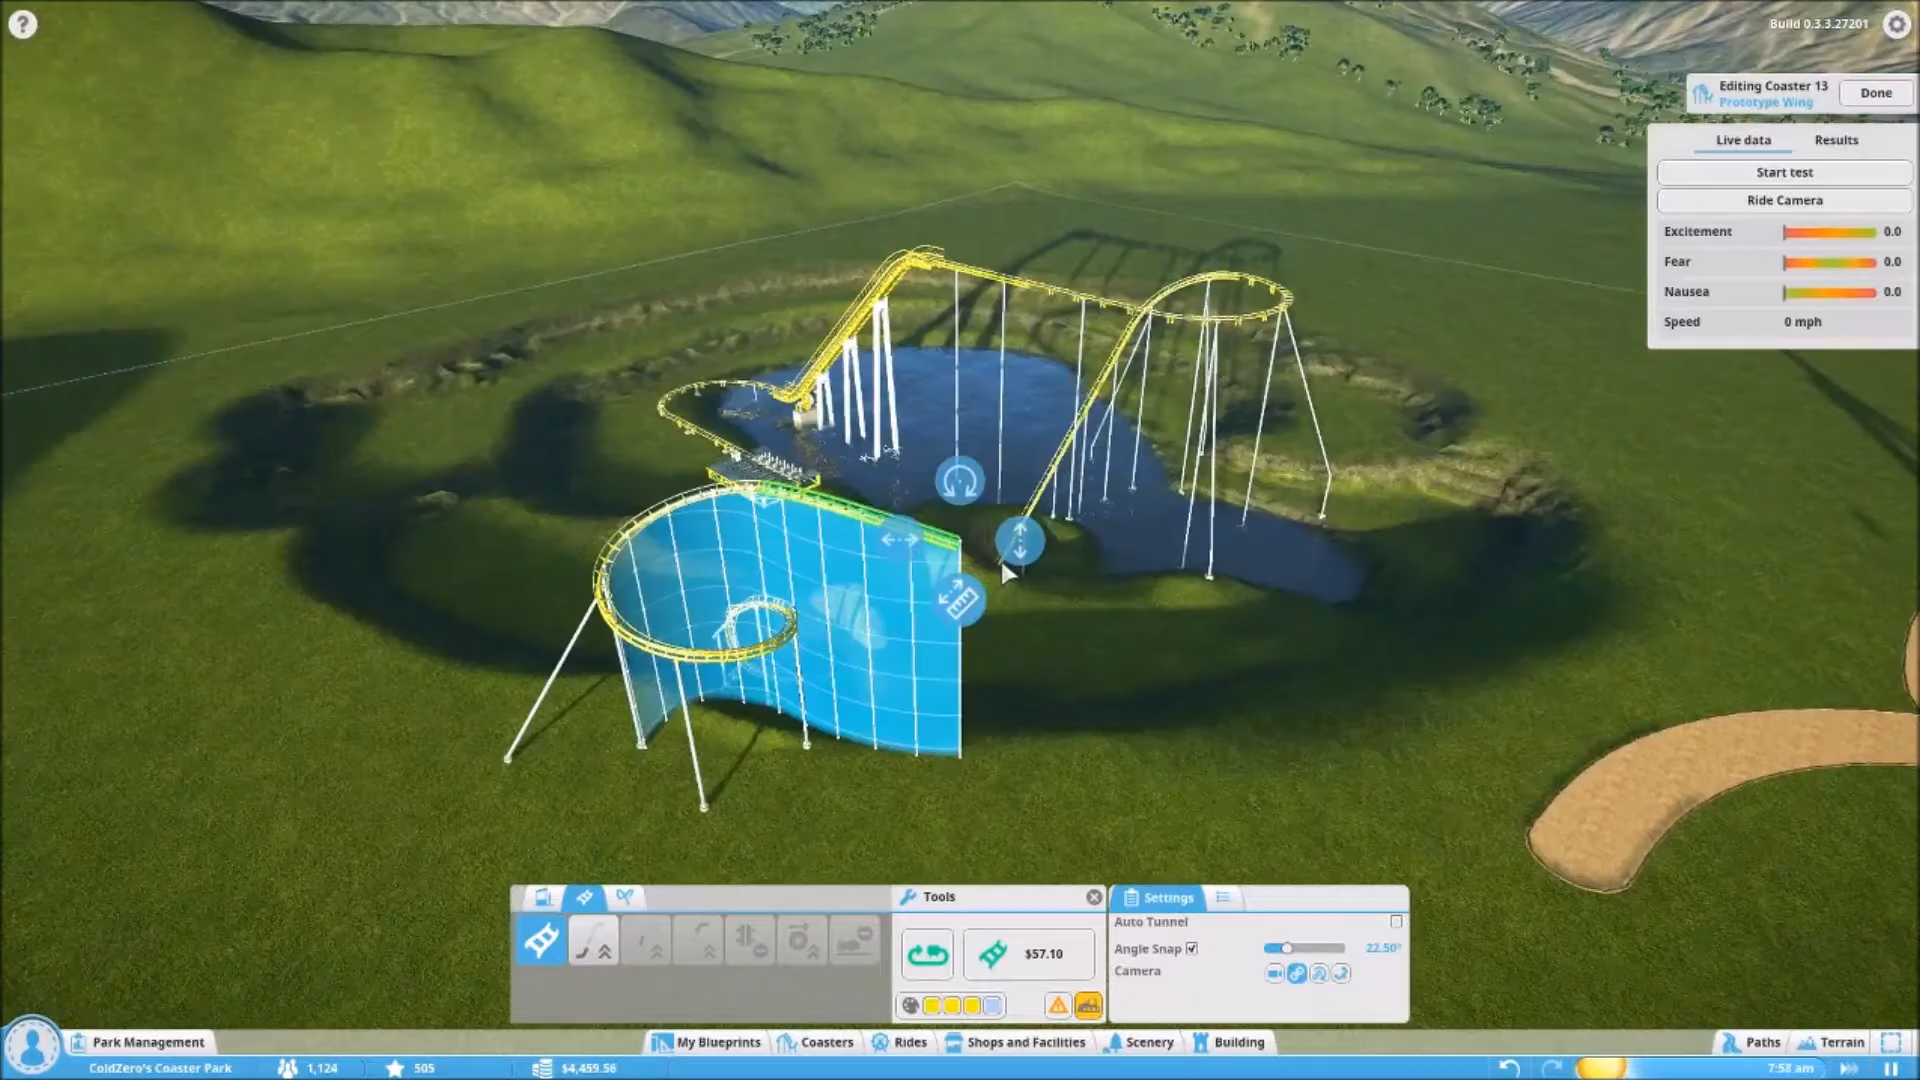 ?
Build 0.3.3.27201
Editing Coaster 13
Prototype Wing
Done
Live data Results
Start test
Ride Camera
Excitement 0.0
Fear 0.0
Nausea 0.0
Speed 0 mph
Tools
$57.10
Settings
Auto Tunnel
Angle Snap 22.50°
Camera
Park Management
My Blueprints Coasters Rides Shops and Facilities Scenery Building
Paths Terrain
ColdZero's Coaster Park 1,124 505 $4,459.56
7:58 am